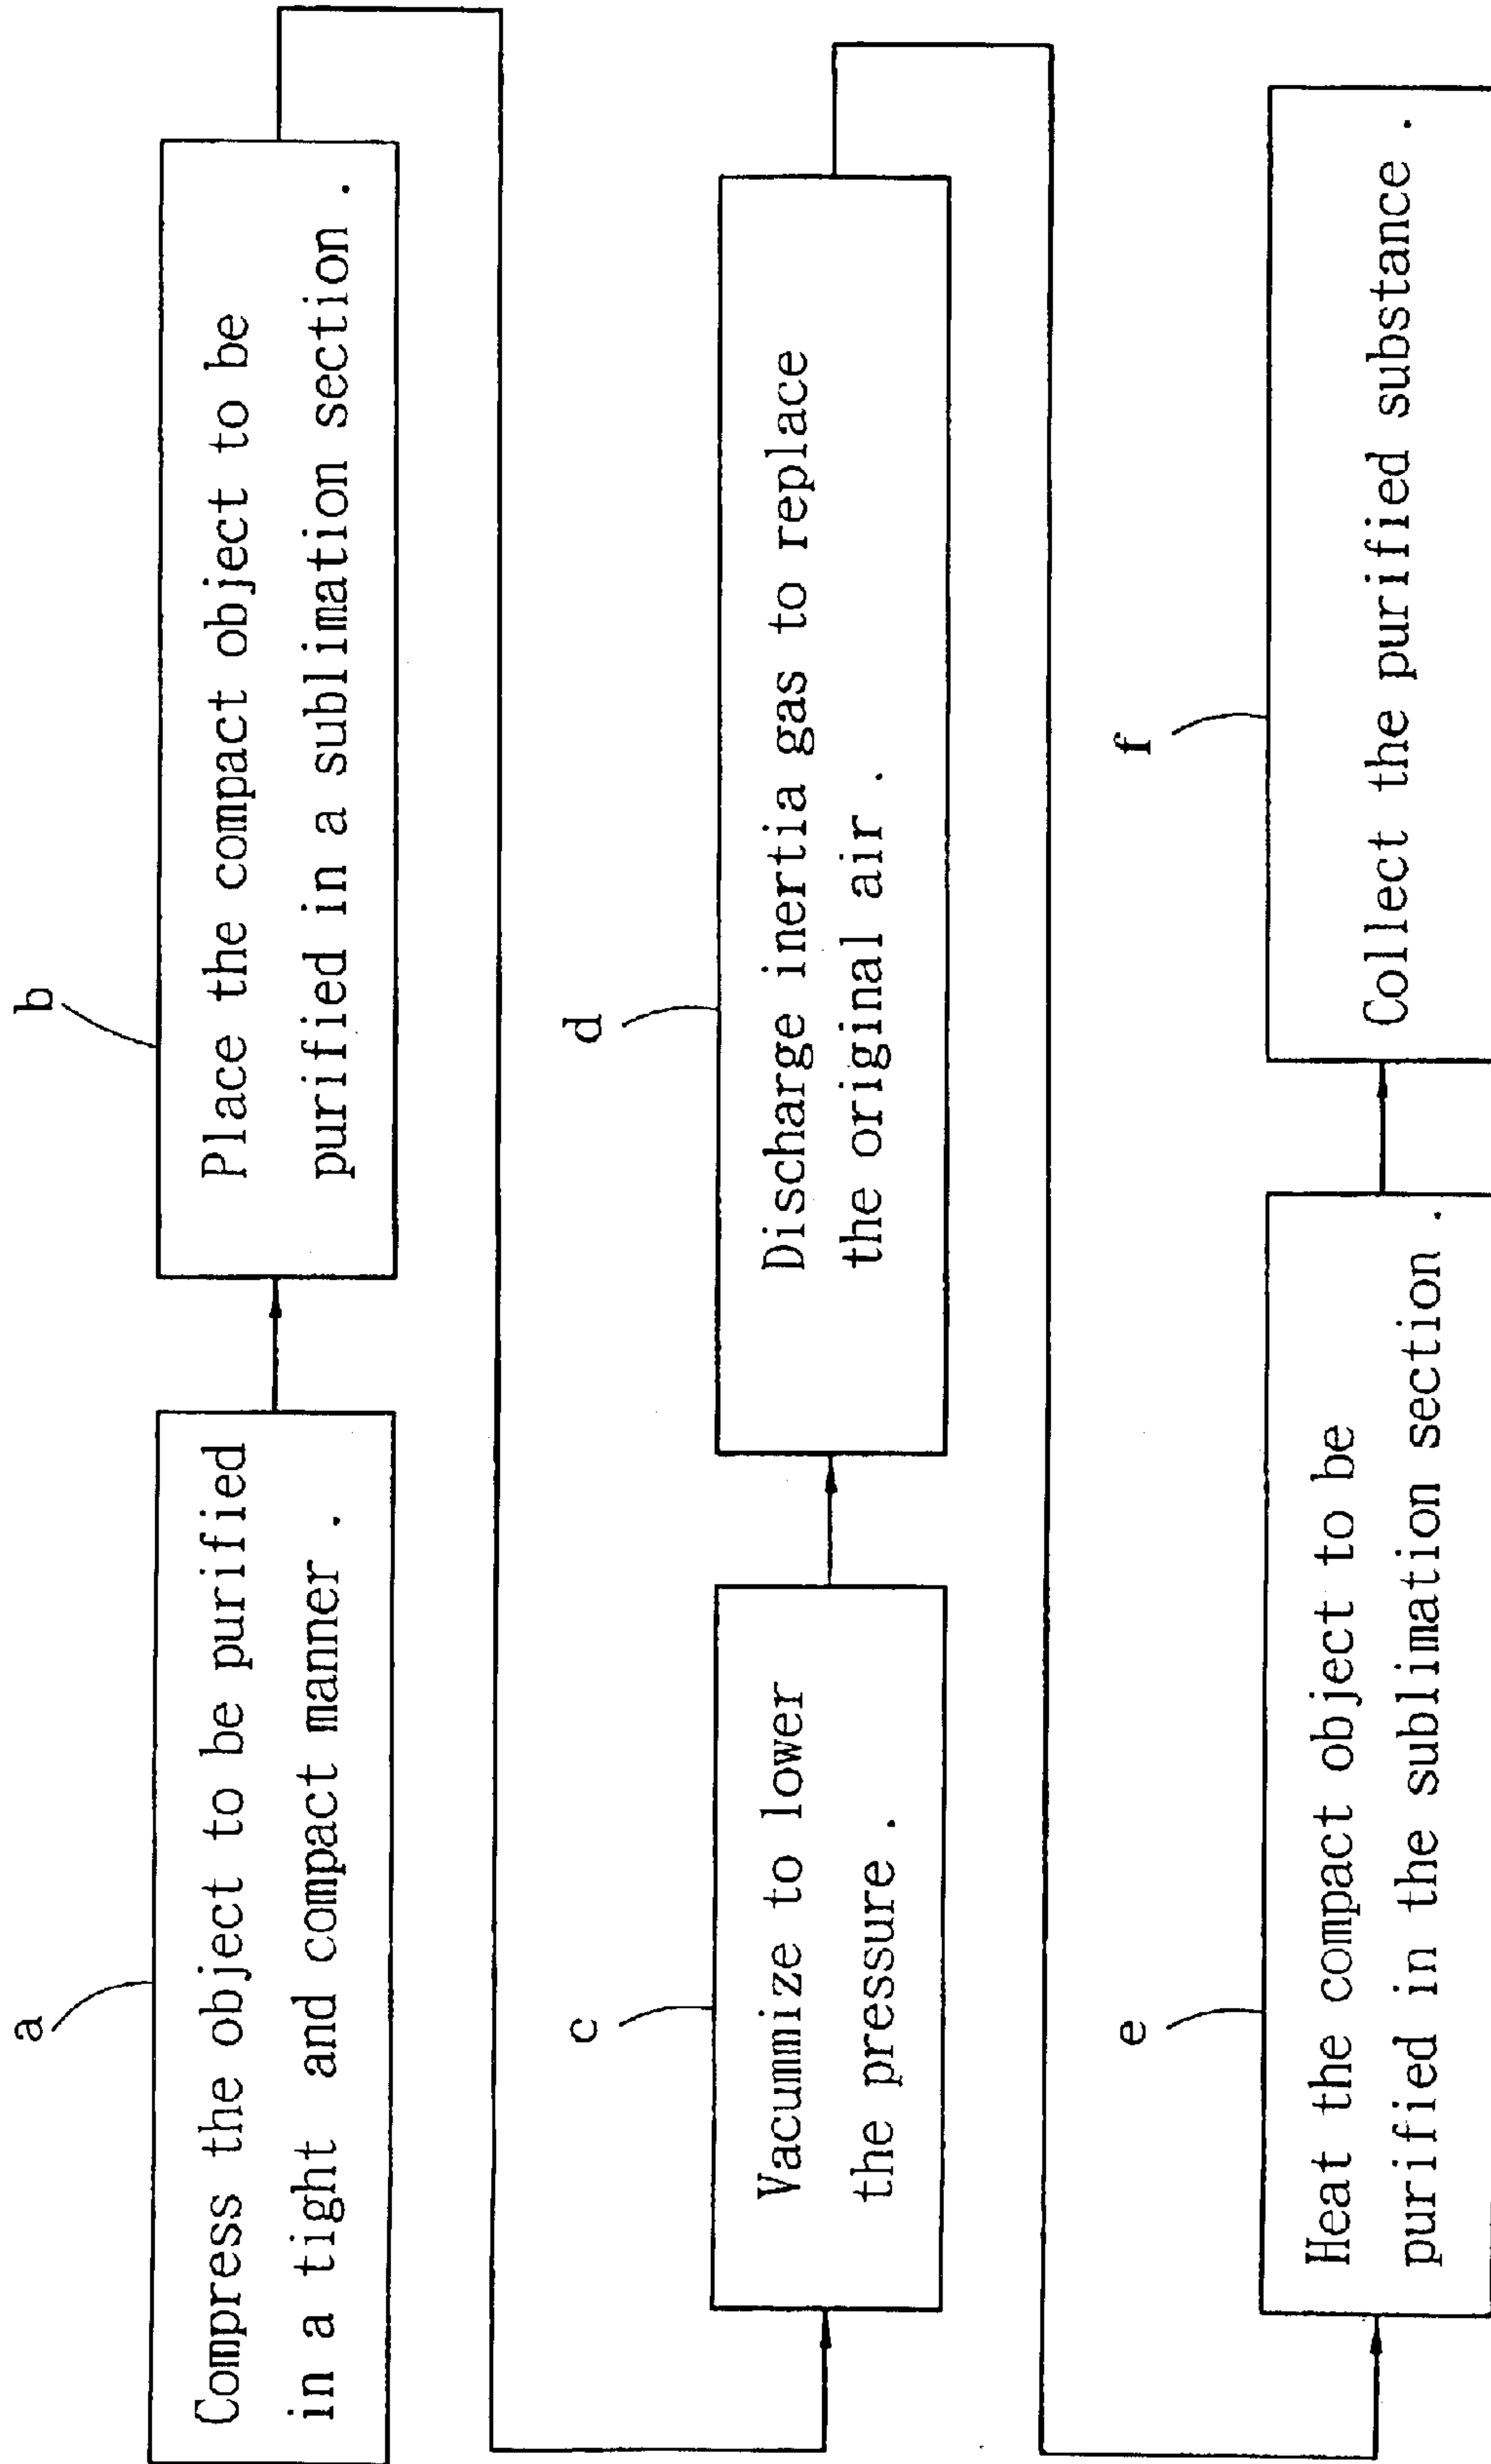 a
Compress the object to be purified
in a tight and compact manner .
b
Place the compact object to be
purified in a sublimation section .
c
Vacummize to lower
the pressure .
d
Discharge inertia gas to replace
the original air .
e
Heat the compact object to be
purified in the sublimation section .
f
Collect the purified substance .